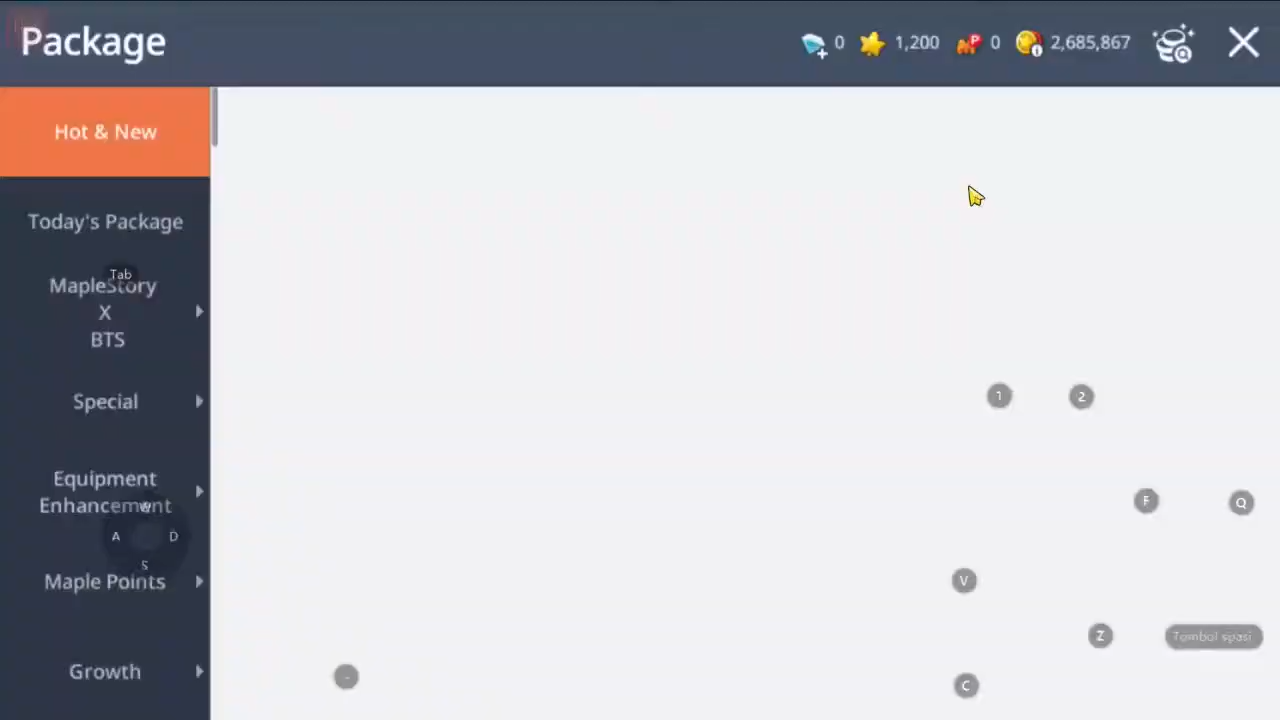 Package
0
1,200
0
2,685,867
Hot & New
Today's Package
Tab
MapleStory
X
BTS
Special
1
2
Equipment
Enhancement
W
F
Q
A
D
S
V
Maple Points
Z
Tombol spasi
Growth
C